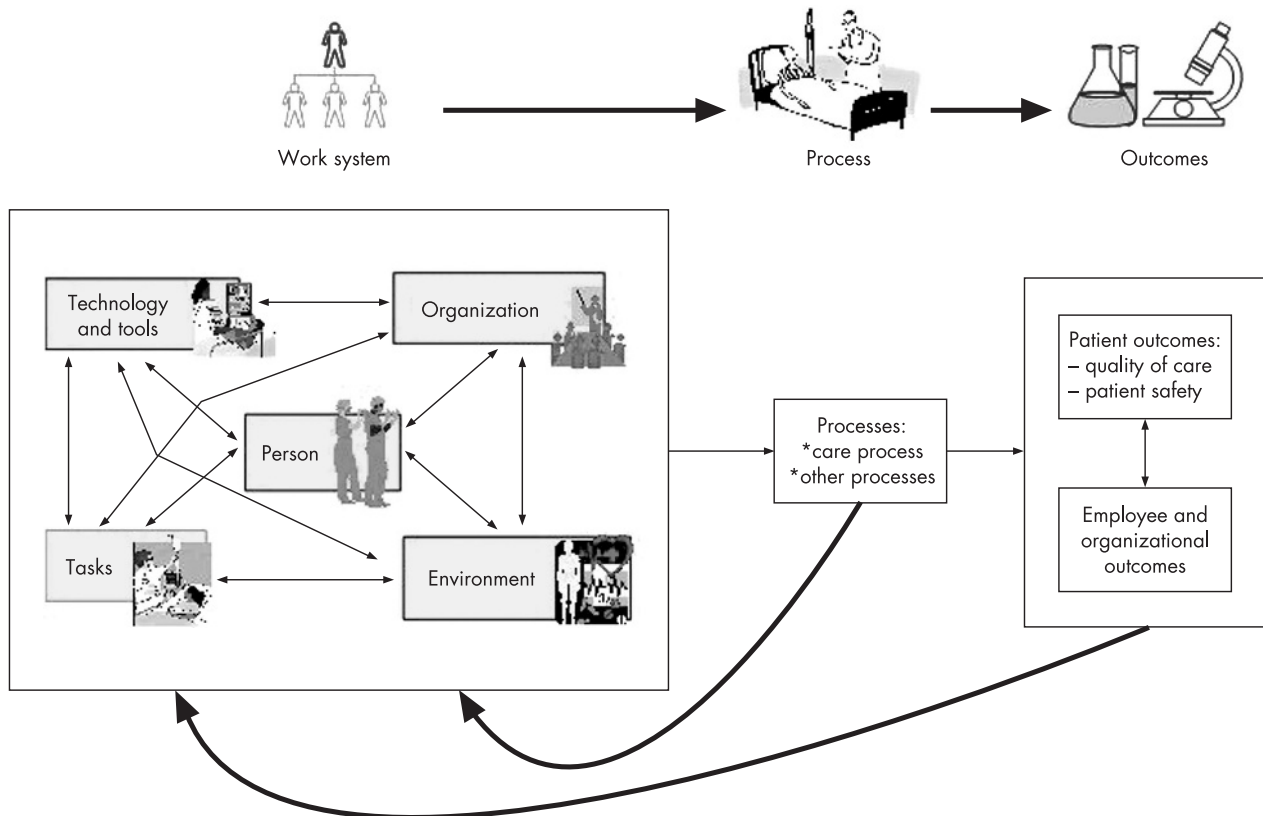 Work system
Process
Outcomes
Technology
and tools
Organization
Person
Tasks
Environment
Processes:
*care process
*other processes
Patient outcomes:
– quality of care
– patient safety
Employee and
organizational
outcomes